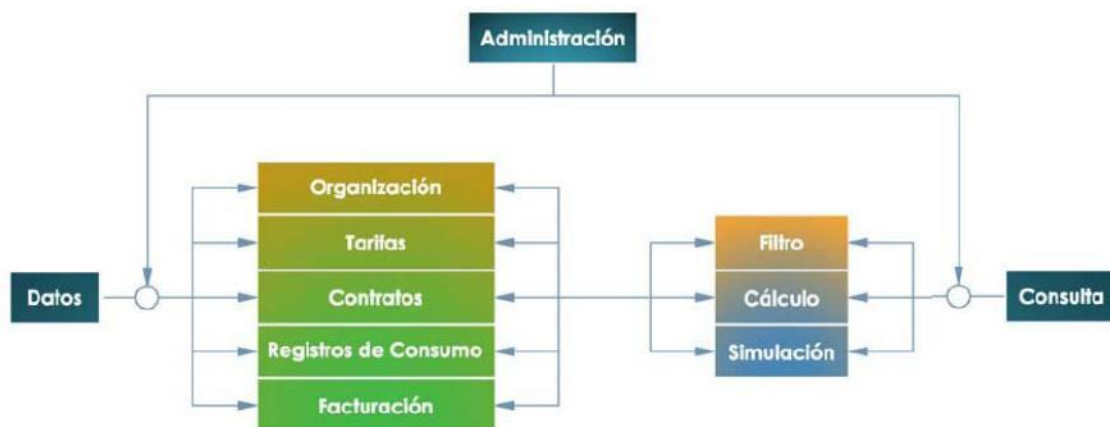 Administración
Organización
Tarifas
Filtro
Datos
Contratos
Cálculo
Consulta
Registros de Consumo
Simulación
Facturación